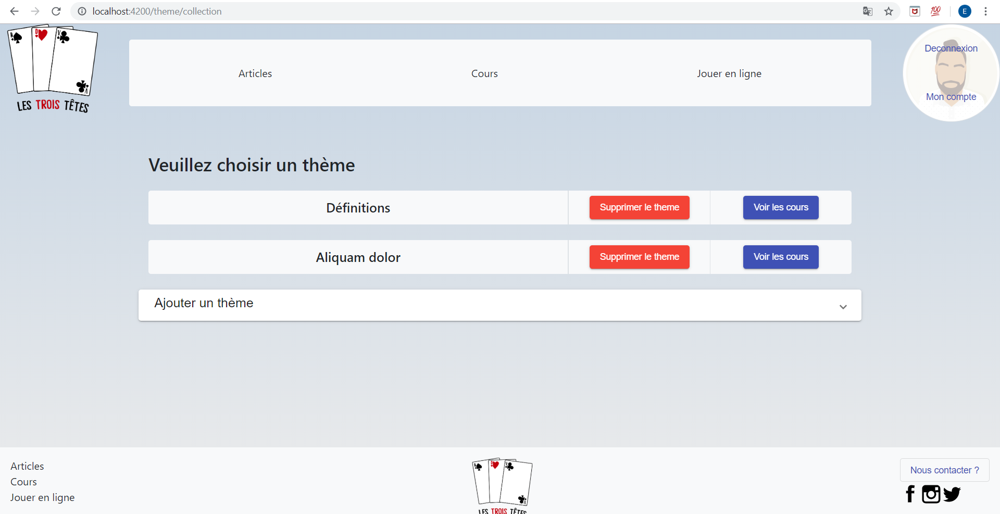 localhost:4200/theme/collection
100
E
A
D
V
V
LES TROIS TÊTES
Articles
Cours
Jouer en ligne
Deconnexion
Mon compte
Veuillez choisir un thème
Définitions
Supprimer le theme
Voir les cours
Aliquam dolor
Supprimer le theme
Voir les cours
Ajouter un thème
Articles
Cours
Jouer en ligne
LES TROIS TÊTES
Nous contacter ?